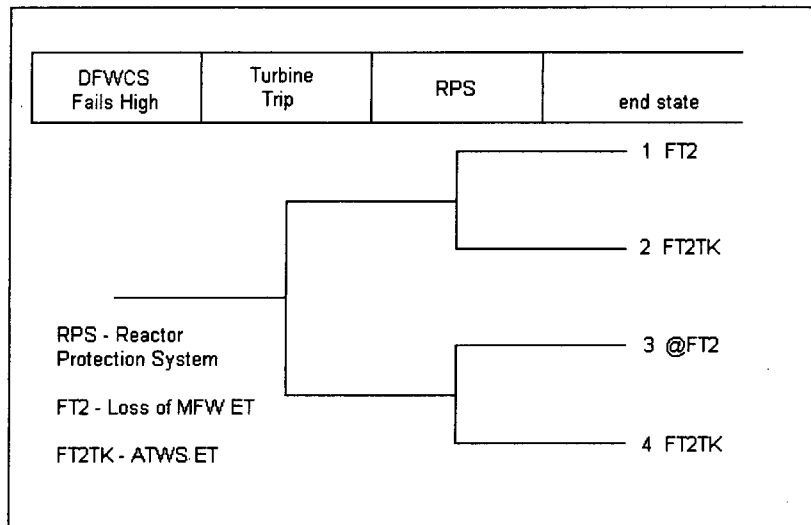 DFWCS
Fails High
Turbine
Trip
RPS
end state
1 FT2
2 FT2TK
3 @FT2
4 FT2TK
RPS - Reactor
Protection System
FT2 - Loss of MFW ET
FT2TK - ATWS ET